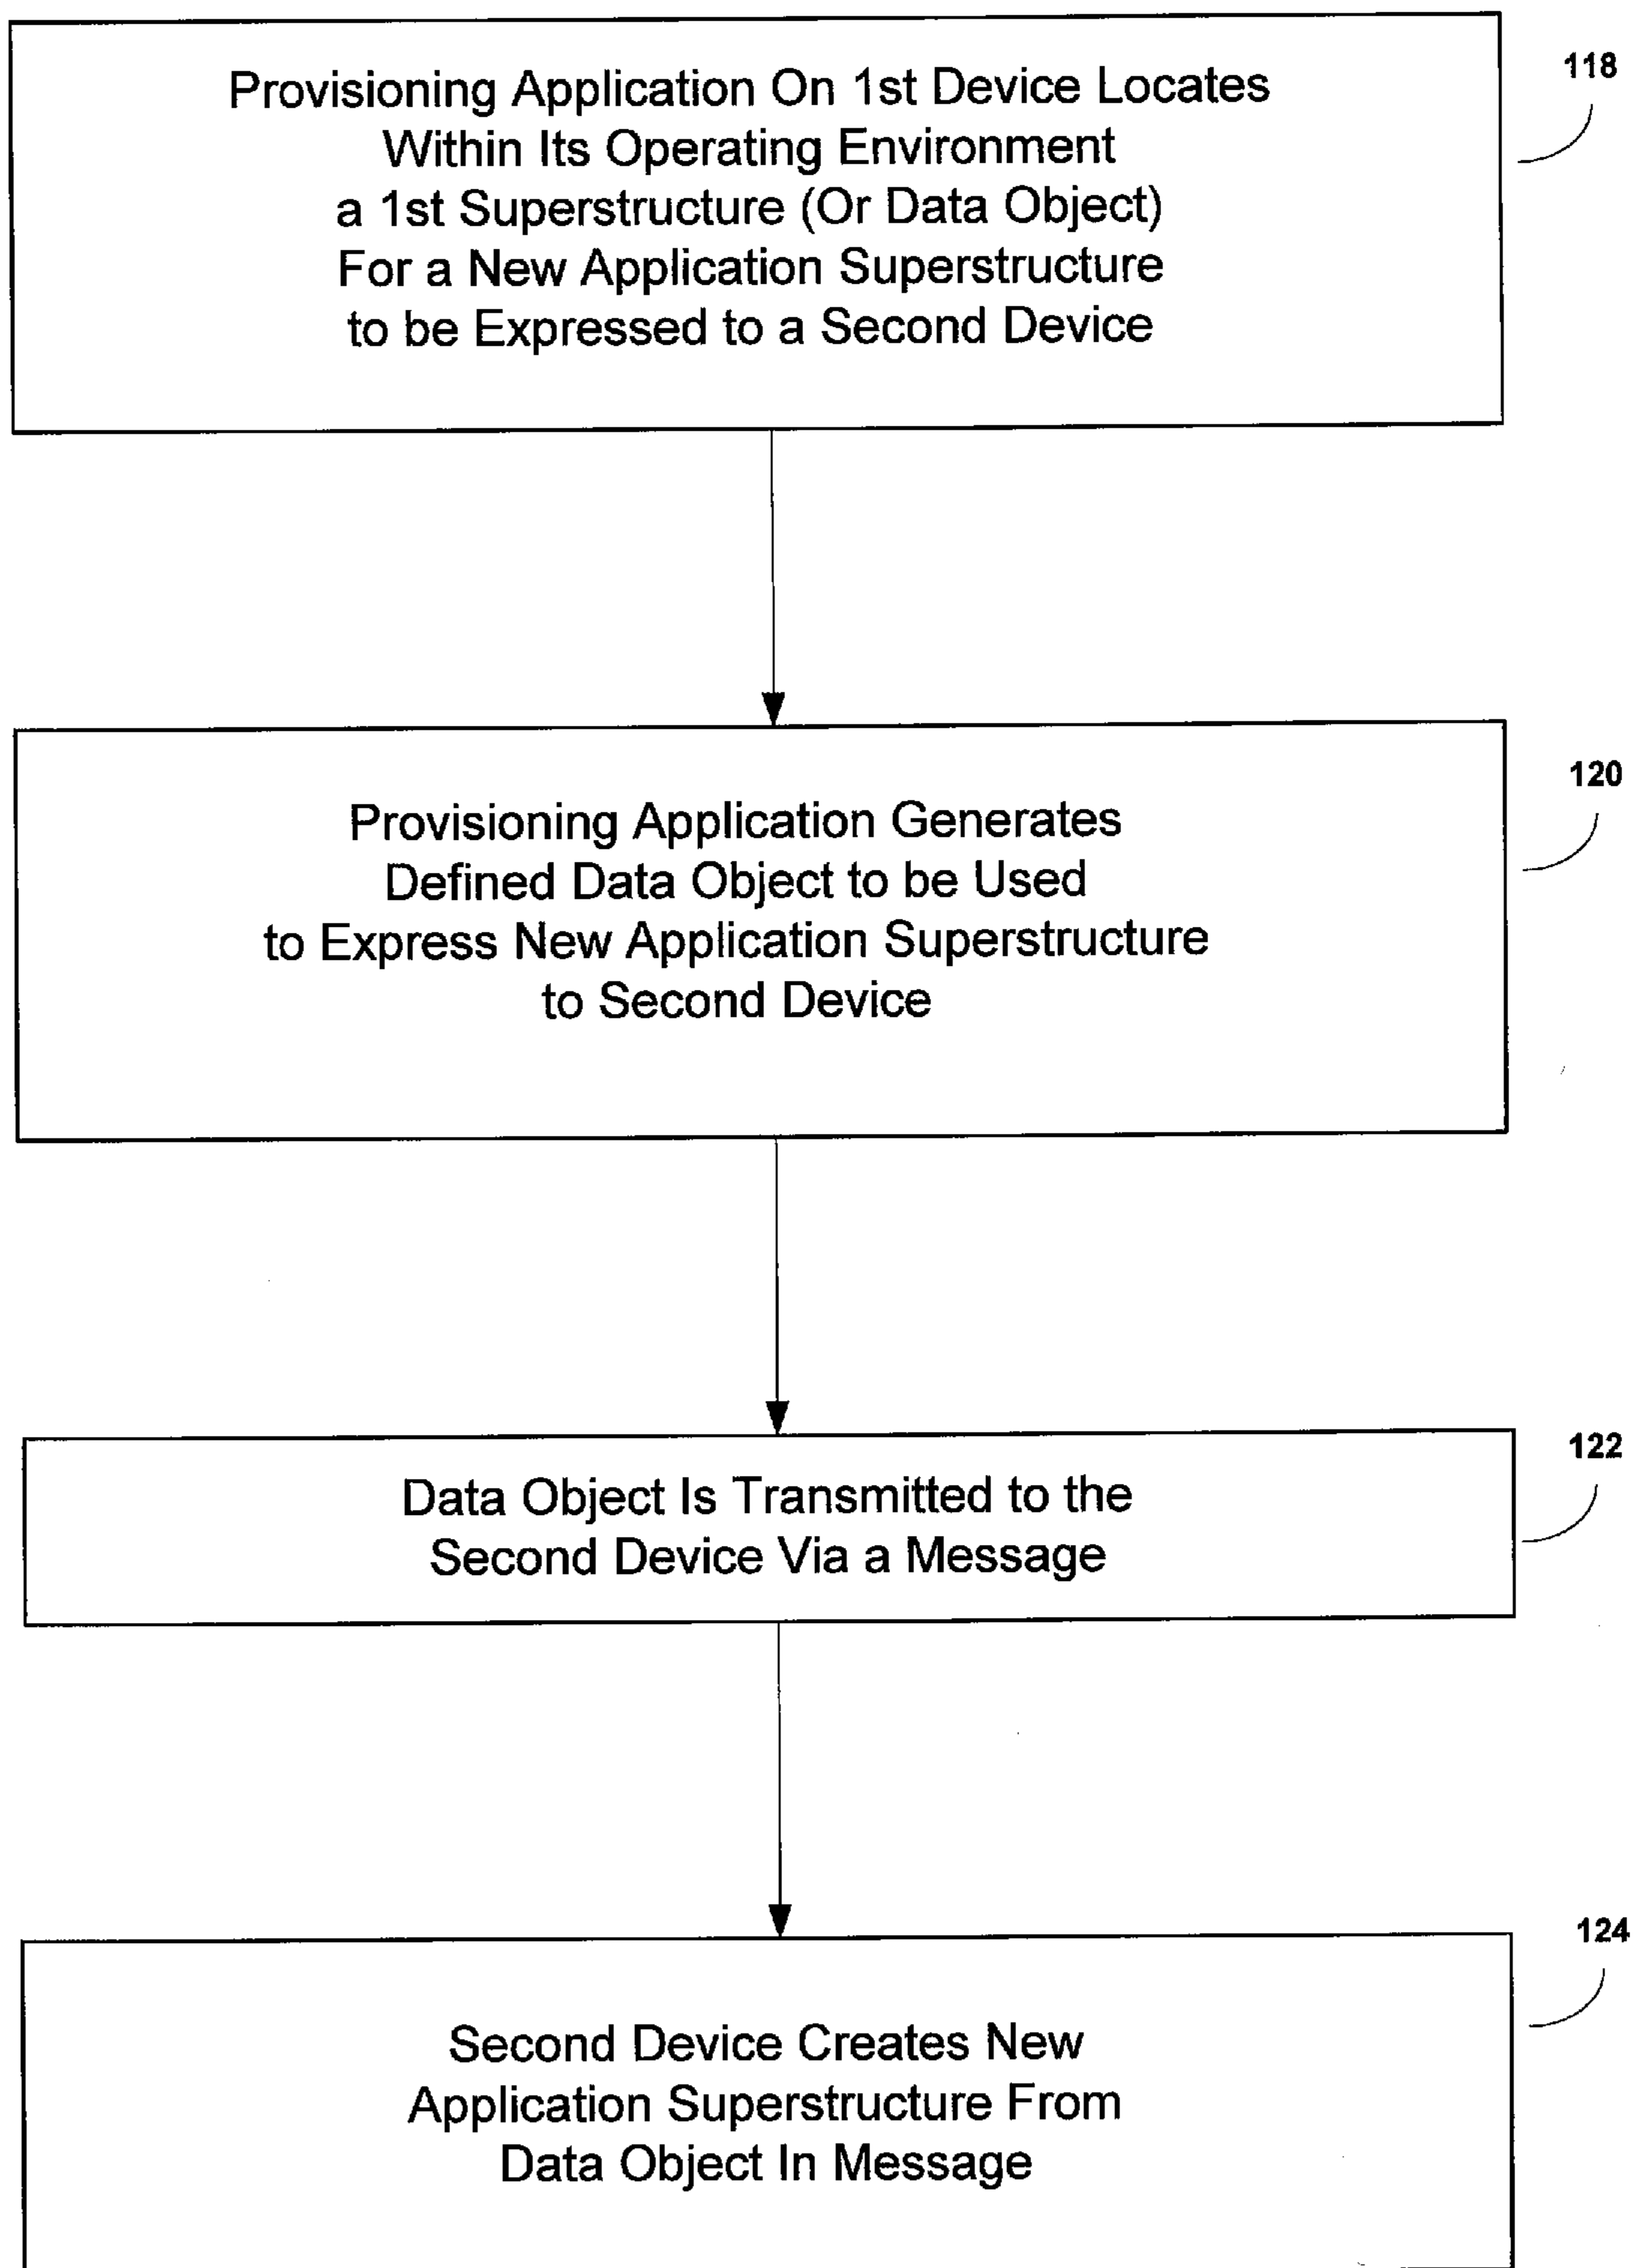 Provisioning Application On 1st Device Locates
Within Its Operating Environment
a 1st Superstructure (Or Data Object)
For a New Application Superstructure
to be Expressed to a Second Device
118
Provisioning Application Generates
Defined Data Object to be Used
to Express New Application Superstructure
to Second Device
120
Data Object Is Transmitted to the
Second Device Via a Message
122
Second Device Creates New
Application Superstructure From
Data Object In Message
124